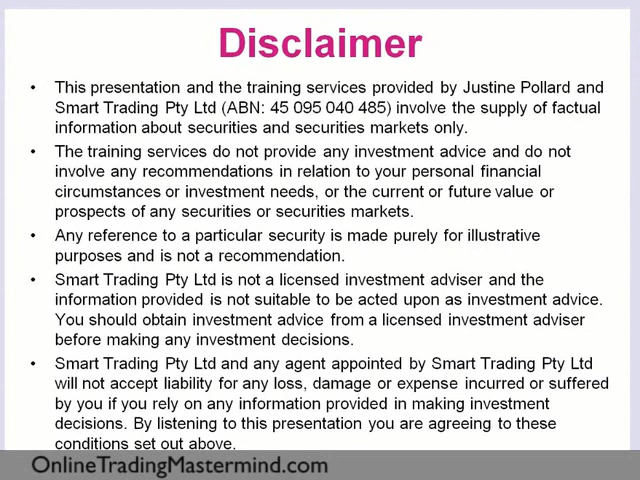 Disclaimer
• This presentation and the training services provided by Justine Pollard and
Smart Trading Pty Ltd (ABN: 45 095 040 485) involve the supply of factual
information about securities and securities markets only.
• The training services do not provide any investment advice and do not
involve any recommendations in relation to your personal financial
circumstances or investment needs, or the current or future value or
prospects of any securities or securities markets.
• Any reference to a particular security is made purely for illustrative
purposes and is not a recommendation.
• Smart Trading Pty Ltd is not a licensed investment adviser and the
information provided is not suitable to be acted upon as investment advice.
You should obtain investment advice from a licensed investment adviser
before making any investment decisions.
• Smart Trading Pty Ltd and any agent appointed by Smart Trading Pty Ltd
will not accept liability for any loss, damage or expense incurred or suffered
by you if you rely on any information provided in making investment
decisions. By listening to this presentation you are agreeing to these
conditions set out above.
OnlineTradingMastermind.com